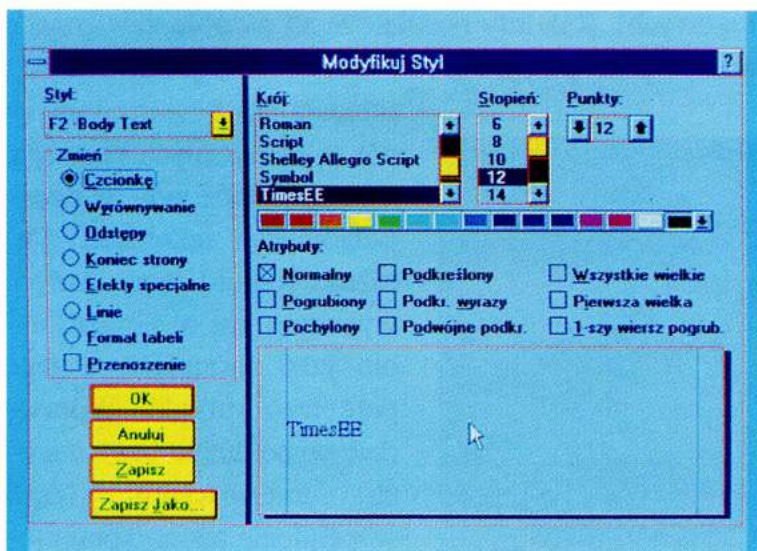 Modyfikuj Styl ?
Styl:
F2 Body Text
Zmień
Czcionkę
Wyrównywanie
Odstępy
Koniec strony
Efekty specjalne
Linie
Format tabeli
Przenoszenie
OK
Anuluj
Zapisz
Zapisz Jako...
Krój:
Roman
Script
Shelley Allegro Script
Symbol
TimesEE
Stopień:
6
8
10
12
14
Punkty:
12
Atrybuty:
Normalny
Pogrubiony
Pochylony
Podkreślony
Podkr. wyrazy
Podwójne podkr.
Wszystkie wielkie
Pierwsza wielka
1-szy wiersz pogrub.
TimesEE